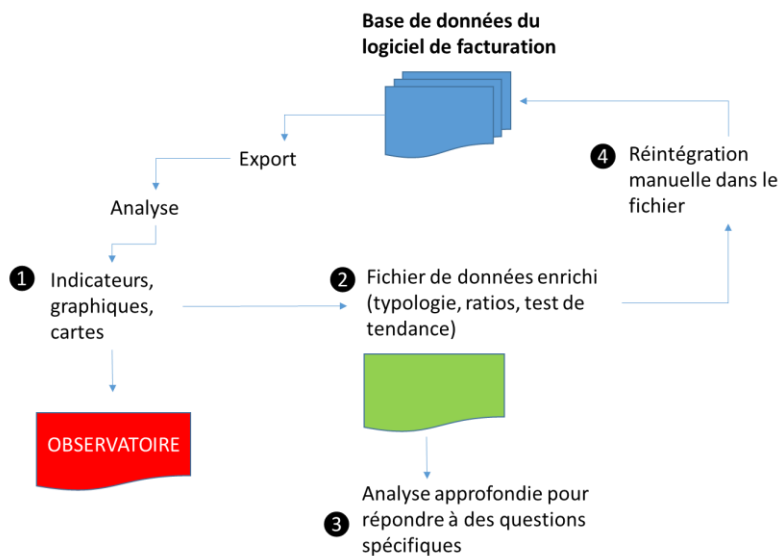 Base de données du
logiciel de facturation
Export
Analyse
❶ Indicateurs,
graphiques,
cartes
OBSERVATOIRE
❷ Fichier de données enrichi
(typologie, ratios, test de
tendance)
❸ Analyse approfondie pour
répondre à des questions
spécifiques
❹ Réintégration
manuelle dans le
fichier